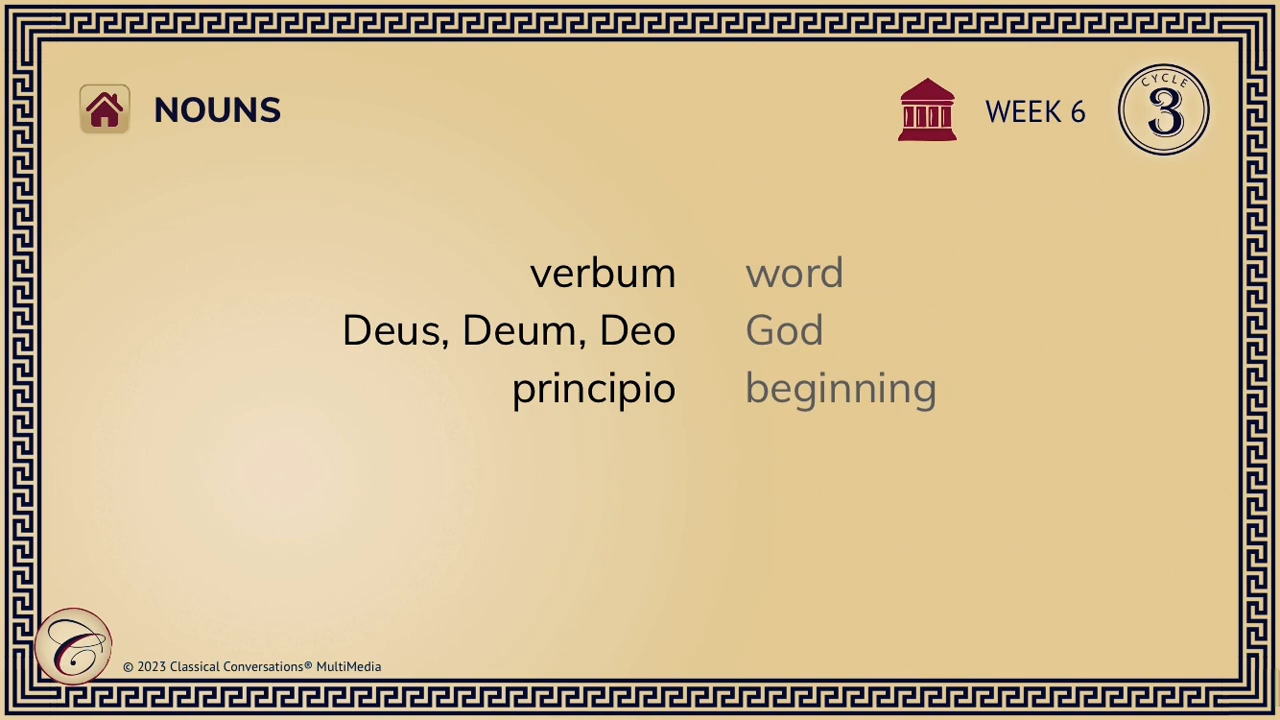 NOUNS
WEEK 6
CYCLE
3
verbum word
Deus, Deum, Deo God
principio beginning
C
© 2023 Classical Conversations® MultiMedia